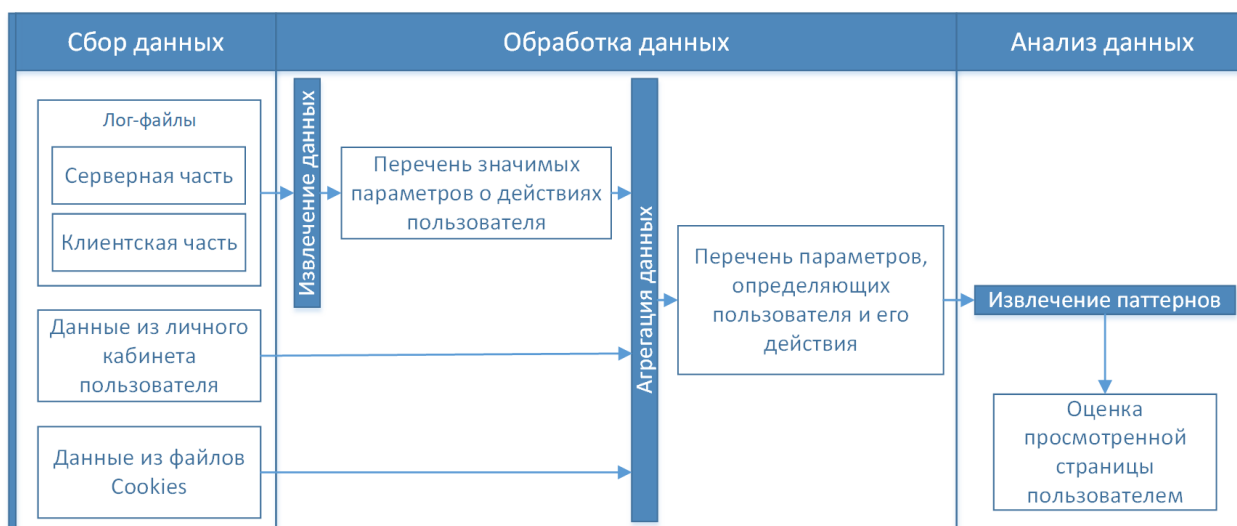 Сбор данных
Обработка данных
Анализ данных
Лог-файлы
Серверная часть
Клиентская часть
Данные из личного
кабинета
пользователя
Данные из файлов
Cookies
Извлечение данных
Перечень значимых
параметров о действиях
пользователя
Агрегация данных
Перечень параметров,
определяющих
пользователя и его
действия
Извлечение паттернов
Оценка
просмотренной
страницы
пользователем